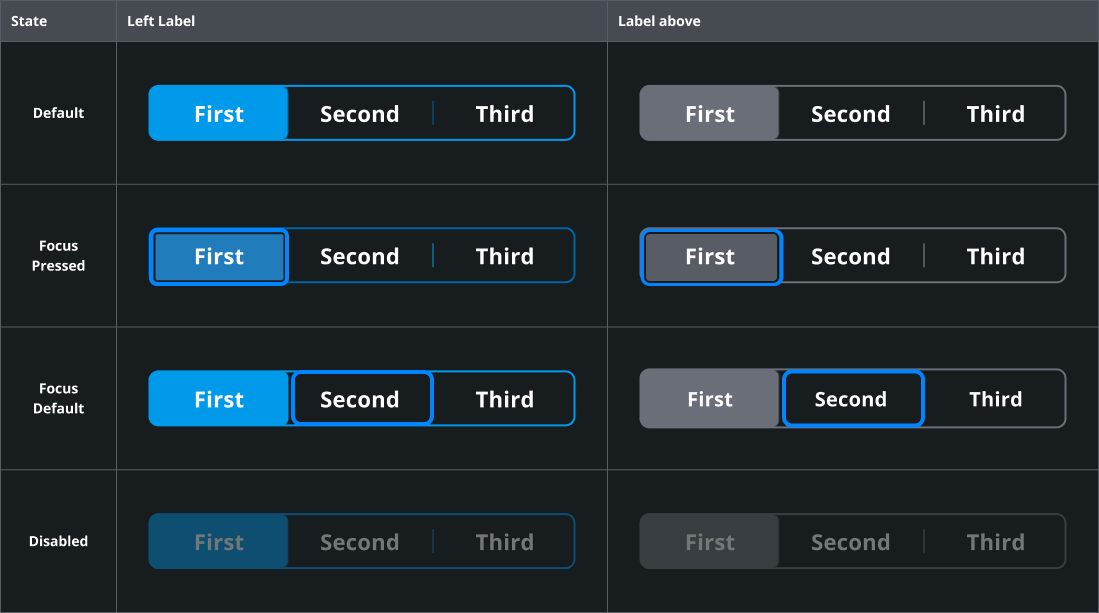 State Left Label Label above
Default First Second Third First Second Third
Focus
Pressed First Second Third First Second Third
Focus
Default First Second Third First Second Third
Disabled First Second Third First Second Third